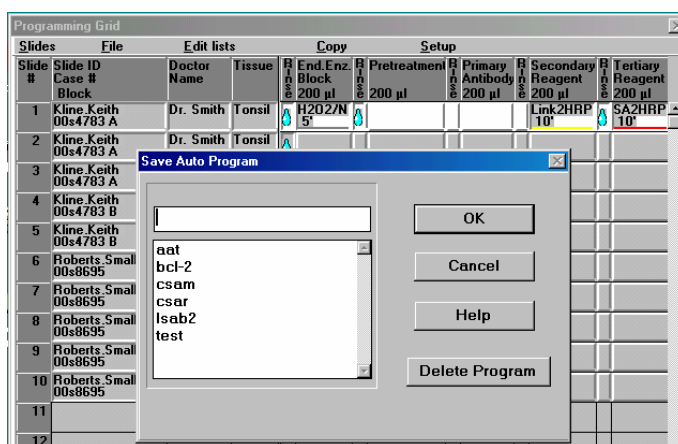 Programming Grid
Slides File Edit lists Copy Setup
Slide Slide ID Doctor Tissue Rinse End.Enz. Rinse Pretreatment Rinse Primary Rinse Secondary Rinse Tertiary
# Case # Name Block Antibody Reagent Reagent
Block 200 µl 200 µl 200 µl 200 µl 200 µl
1 Kline.Keith Dr. Smith Tonsil H2O2/N Link2HRP SA2HRP
00s4783 A 5' 10' 10'
2 Kline.Keith Dr. Smith Tonsil
00s4783 A
3 Kline.Keith
00s4783 A
4 Kline.Keith
00s4783 B
5 Kline.Keith
00s4783 B
6 Roberts.Small
00s8695
7 Roberts.Small
00s8695
8 Roberts.Small
00s8695
9 Roberts.Small
00s8695
10 Roberts.Small
00s8695
11
12
Save Auto Program
OK
aat
bcl-2
Cancel
csam
csar
lsab2
Help
test
Delete Program